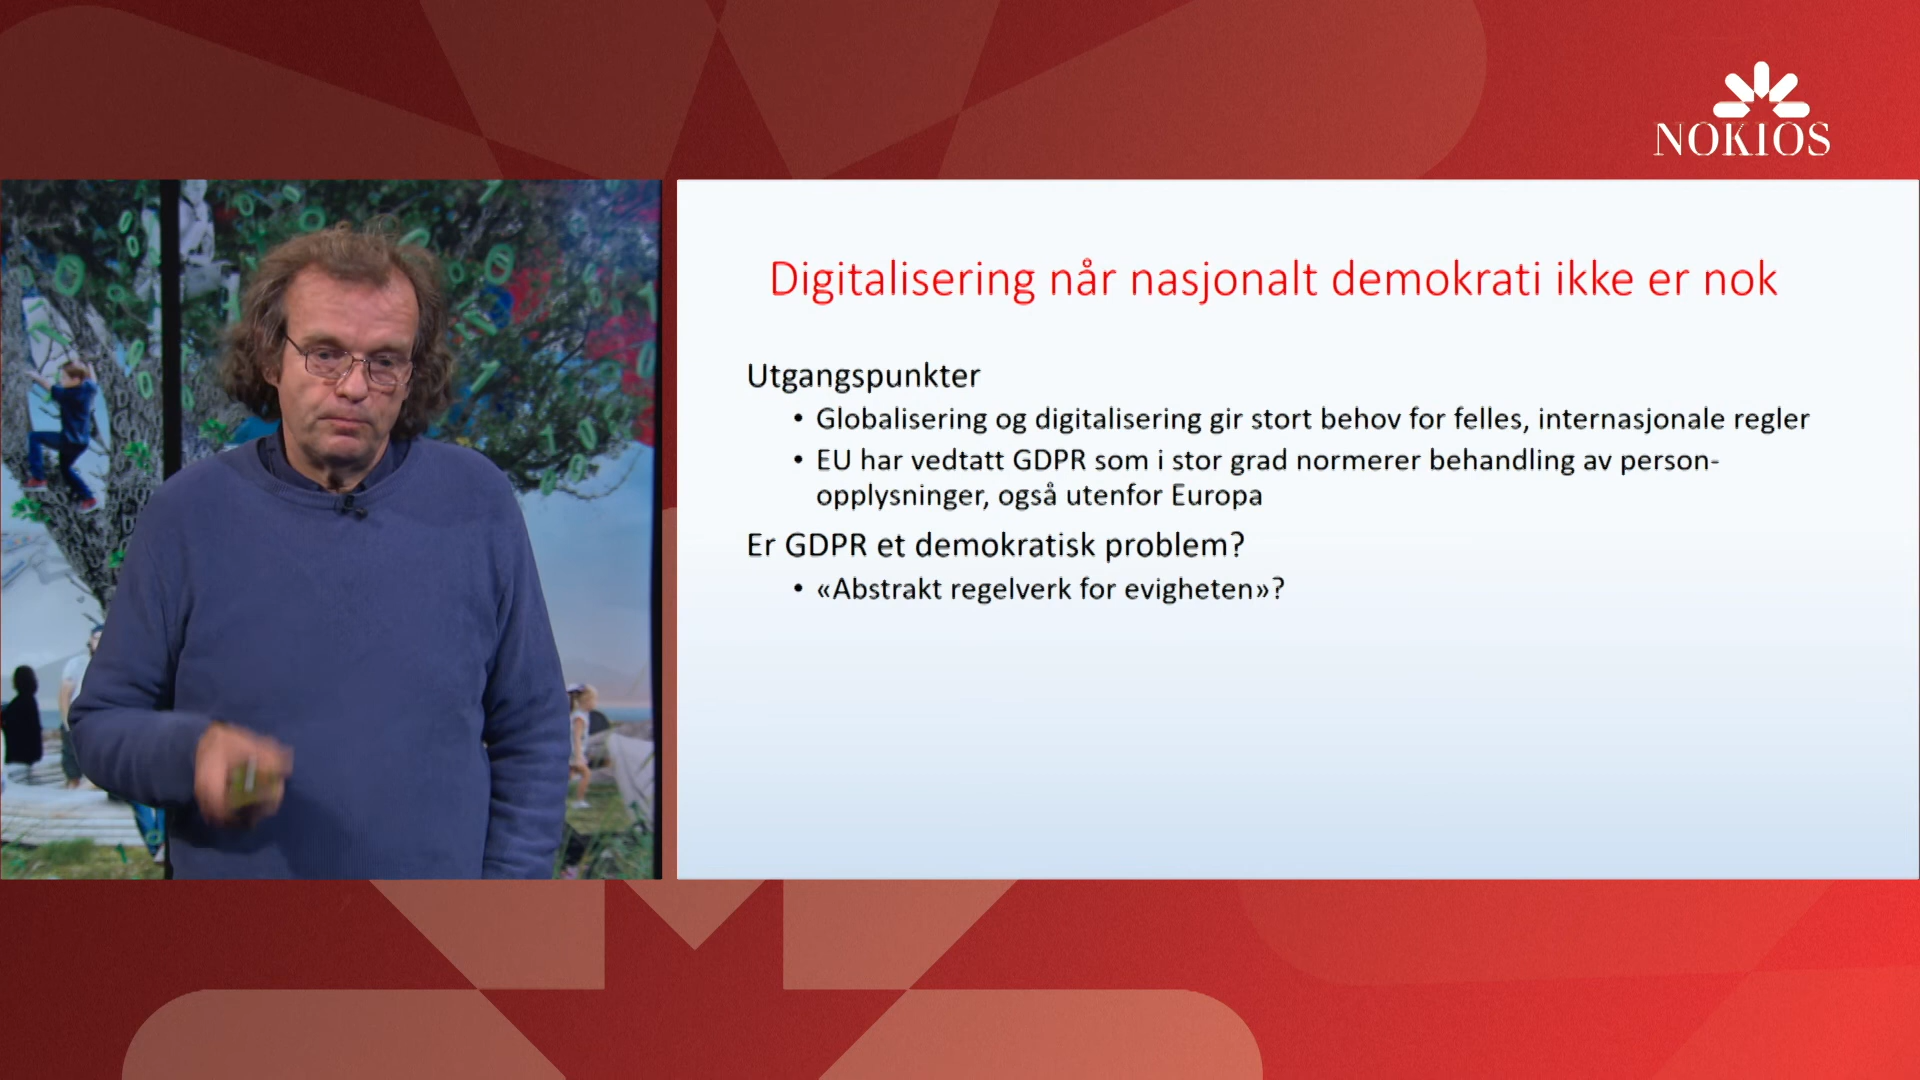 NOKIOS
Digitalisering når nasjonalt demokrati ikke er nok
Utgangspunkter
• Globalisering og digitalisering gir stort behov for felles, internasjonale regler
• EU har vedtatt GDPR som i stor grad normerer behandling av person-
opplysninger, også utenfor Europa
Er GDPR et demokratisk problem?
• «Abstrakt regelverk for evigheten»?